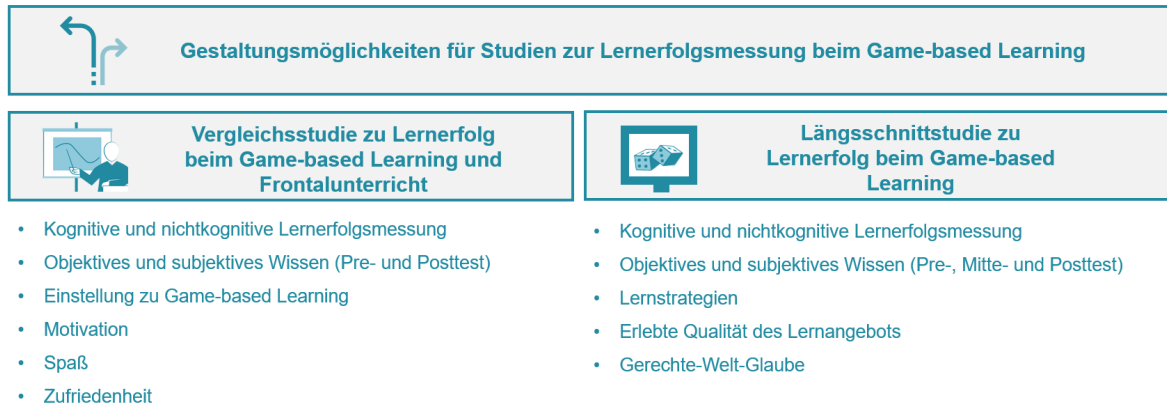 Gestaltungsmöglichkeiten für Studien zur Lernerfolgsmessung beim Game-based Learning
Vergleichsstudie zu Lernerfolg
beim Game-based Learning und
Frontalunterricht
• Kognitive und nichtkognitive Lernerfolgsmessung
• Objektives und subjektives Wissen (Pre- und Posttest)
• Einstellung zu Game-based Learning
• Motivation
• Spaß
• Zufriedenheit
Längsschnittstudie zu
Lernerfolg beim Game-based
Learning
• Kognitive und nichtkognitive Lernerfolgsmessung
• Objektives und subjektives Wissen (Pre-, Mitte- und Posttest)
• Lernstrategien
• Erlebte Qualität des Lernangebots
• Gerechte-Welt-Glaube